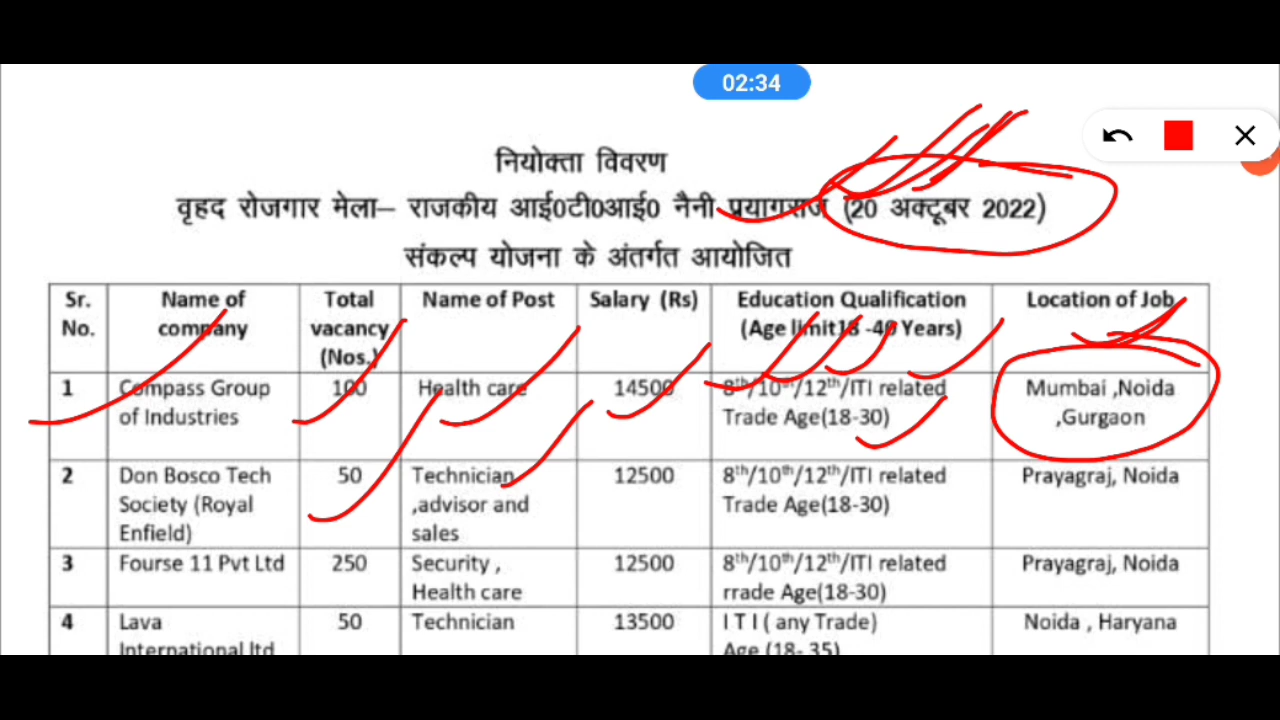 02:34
नियोक्ता विवरण
वृहद रोजगार मेला– राजकीय आई0टी0आई0 नैनी प्रयागराज (20 अक्टूबर 2022)
संकल्प योजना के अंतर्गत आयोजित
Sr. No. Name of company Total vacancy (Nos.) Name of Post Salary (Rs) Education Qualification (Age limit18 -40 Years) Location of Job
1 Compass Group of Industries 100 Health care 14500 8th/10th/12th/ITI related Trade Age(18-30) Mumbai ,Noida ,Gurgaon
2 Don Bosco Tech Society (Royal Enfield) 50 Technician ,advisor and sales 12500 8th/10th/12th/ITI related Trade Age(18-30) Prayagraj, Noida
3 Fourse 11 Pvt Ltd 250 Security , Health care 12500 8th/10th/12th/ITI related rrade Age(18-30) Prayagraj, Noida
4 Lava International ltd 50 Technician 13500 I T I ( any Trade) Age (18- 35) Noida , Haryana